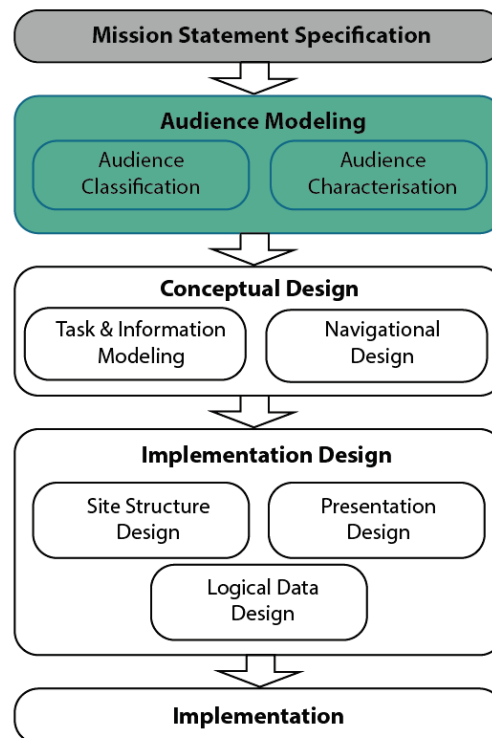 Mission Statement Specification
Audience Modeling
Audience
Classification
Audience
Characterisation
Conceptual Design
Task & Information
Modeling
Navigational
Design
Implementation Design
Site Structure
Design
Presentation
Design
Logical Data
Design
Implementation